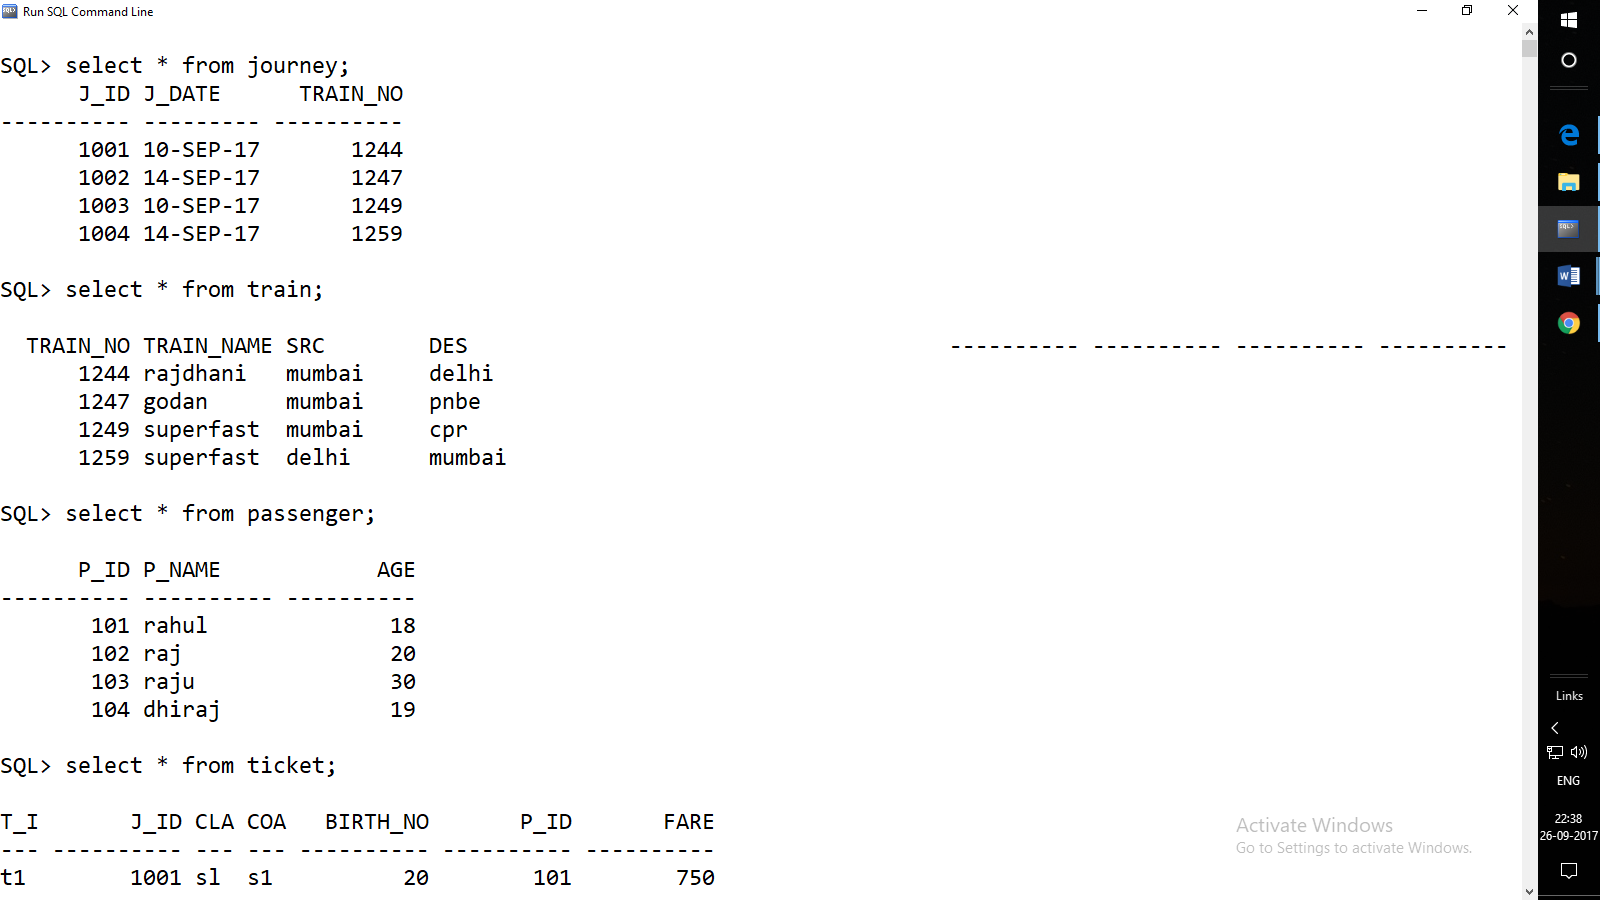 Run SQL Command Line
SQL> select * from journey;
J_ID J_DATE TRAIN_NO
---------- --------- ----------
1001 10-SEP-17 1244
1002 14-SEP-17 1247
1003 10-SEP-17 1249
1004 14-SEP-17 1259
SQL> select * from train;
TRAIN_NO TRAIN_NAME SRC DES ---------- ---------- ---------- ----------
1244 rajdhani mumbai delhi
1247 godan mumbai pnbe
1249 superfast mumbai cpr
1259 superfast delhi mumbai
SQL> select * from passenger;
P_ID P_NAME AGE
---------- ---------- ----------
101 rahul 18
102 raj 20
103 raju 30
104 dhiraj 19
SQL> select * from ticket;
T_I J_ID CLA COA BIRTH_NO P_ID FARE
--- ---------- --- --- ---------- ---------- ----------
t1 1001 sl s1 20 101 750
Activate Windows
Go to Settings to activate Windows.
Links
ENG
22:38
26-09-2017